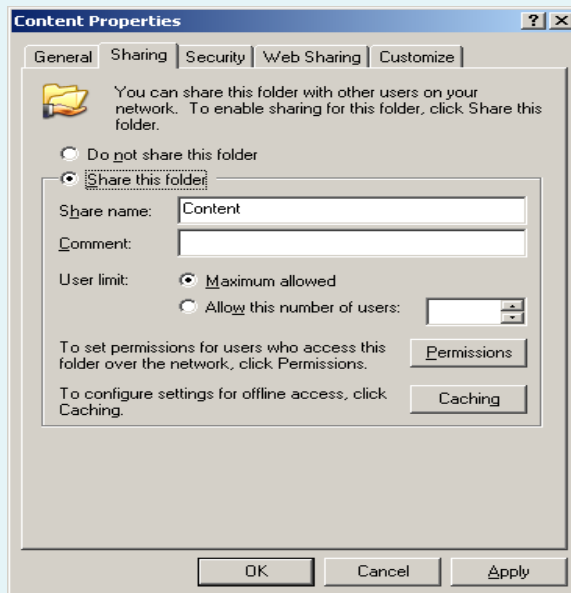 Content Properties
General Sharing Security Web Sharing Customize
You can share this folder with other users on your
network. To enable sharing for this folder, click Share this
folder.
Do not share this folder
Share this folder
Share name: Content
Comment:
User limit: Maximum allowed
Allow this number of users:
To set permissions for users who access this
folder over the network, click Permissions.
Permissions
To configure settings for offline access, click
Caching.
Caching
OK Cancel Apply